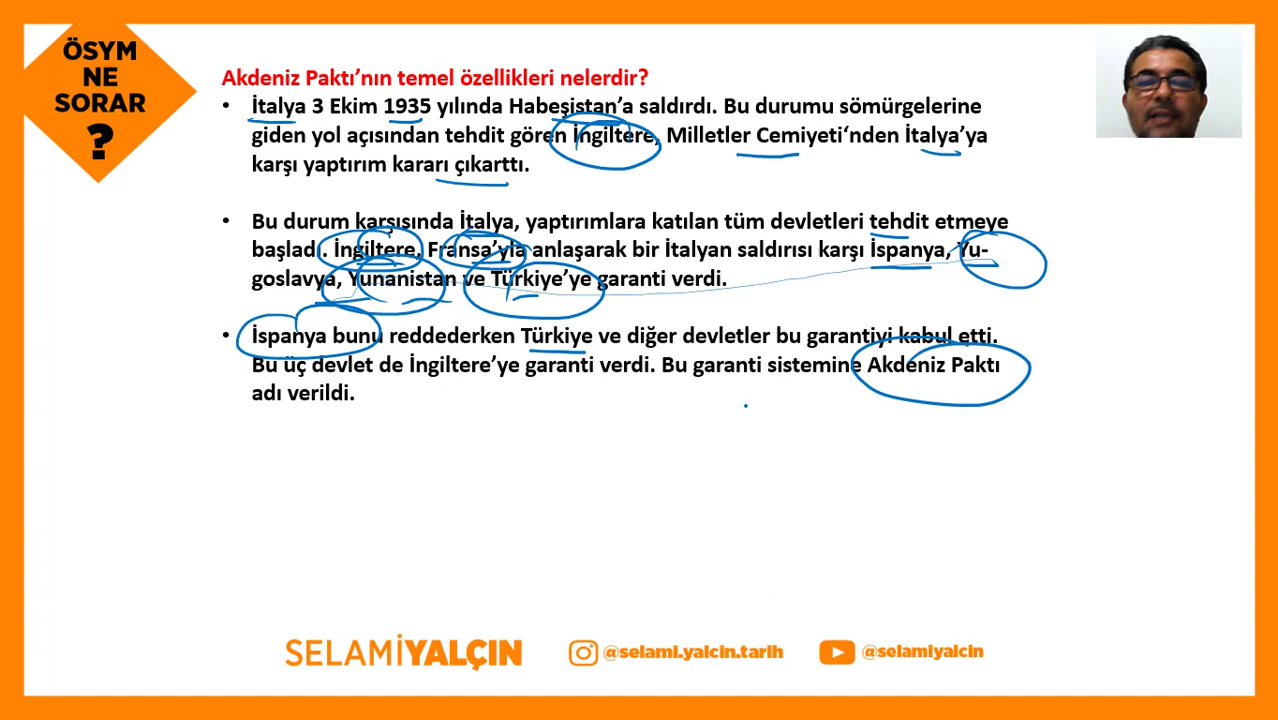 ÖSYM
NE
SORAR
?
Akdeniz Paktı’nın temel özellikleri nelerdir?
• İtalya 3 Ekim 1935 yılında Habeşistan’a saldırdı. Bu durumu sömürgelerine
giden yol açısından tehdit gören İngiltere, Milletler Cemiyeti‘nden İtalya’ya
karşı yaptırım kararı çıkarttı.
• Bu durum karşısında İtalya, yaptırımlara katılan tüm devletleri tehdit etmeye
başladı. İngiltere, Fransa’yla anlaşarak bir İtalyan saldırısı karşı İspanya, Yu-
goslavya, Yunanistan ve Türkiye’ye garanti verdi.
• İspanya bunu reddederken Türkiye ve diğer devletler bu garantiyi kabul etti.
Bu üç devlet de İngiltere’ye garanti verdi. Bu garanti sistemine Akdeniz Paktı
adı verildi.
SELAMİYALÇIN @selami.yalcin.tarih @selamiyalcin